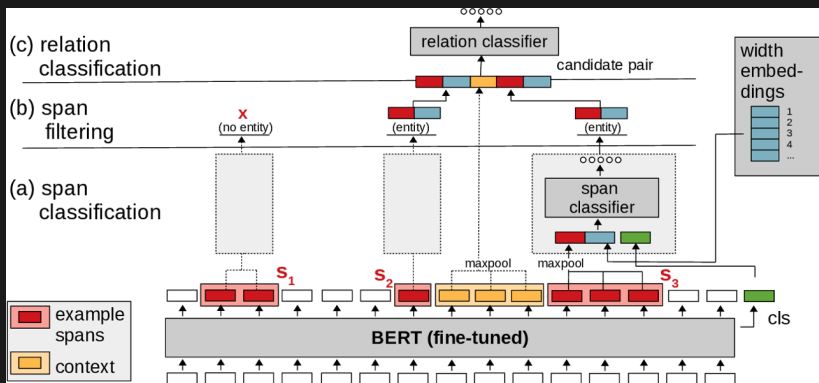 (c) relation
classification
relation classifier
candidate pair
width
embed-
dings
1
2
3
4
...
(b) span
filtering
x
(no entity)
(entity)
(entity)
(a) span
classification
span
classifier
maxpool
maxpool
s1
s2
s3
example
spans
context
BERT (fine-tuned)
cls